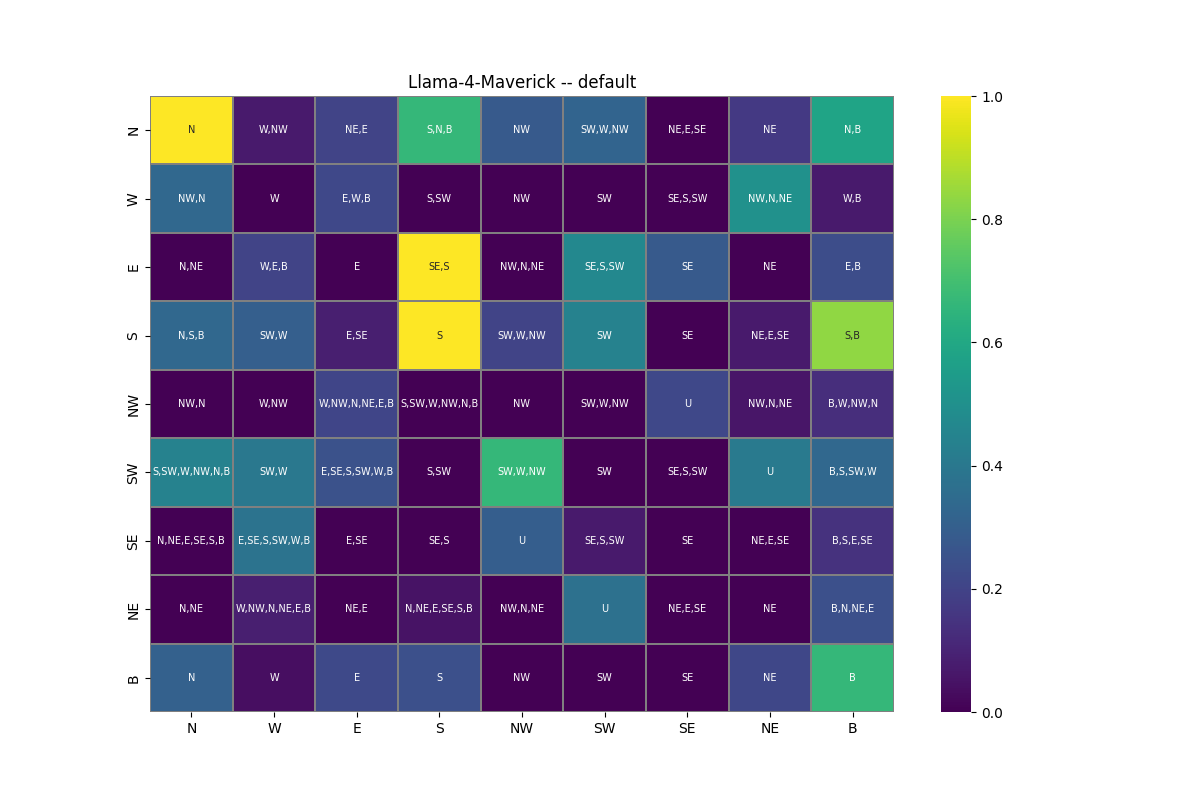 Llama-4-Maverick -- default
N N W,NW NE,E S,N,B NW SW,W,NW NE,E,SE NE N,B 1.0
W NW,N W E,W,B S,SW NW SW SE,S,SW NW,N,NE W,B 0.8
E N,NE W,E,B E SE,S NW,N,NE SE,S,SW SE NE E,B
S N,S,B SW,W E,SE S SW,W,NW SW SE NE,E,SE S,B 0.6
NW NW,N W,NW W,NW,N,NE,E,B S,SW,W,NW,N,B NW SW,W,NW U NW,N,NE B,W,NW,N
SW S,SW,W,NW,N,B SW,W E,SE,S,SW,W,B S,SW SW,W,NW SW SE,S,SW U B,S,SW,W 0.4
SE N,NE,E,SE,S,B E,SE,S,SW,W,B E,SE SE,S U SE,S,SW SE NE,E,SE B,S,E,SE
NE N,NE W,NW,N,NE,E,B NE,E N,NE,E,SE,S,B NW,N,NE U NE,E,SE NE B,N,NE,E 0.2
B N W E S NW SW SE NE B 0.0
N W E S NW SW SE NE B